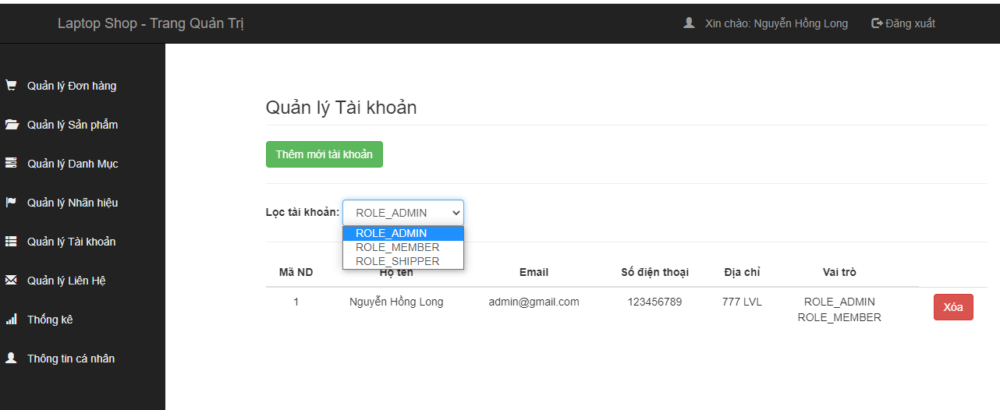 Laptop Shop - Trang Quản Trị
Xin chào: Nguyễn Hồng Long
Đăng xuất
Quản lý Đơn hàng
Quản lý Sản phẩm
Quản lý Danh Mục
Quản lý Nhãn hiệu
Quản lý Tài khoản
Quản lý Liên Hệ
Thống kê
Thông tin cá nhân
Quản lý Tài khoản
Thêm mới tài khoản
Lọc tài khoản: ROLE_ADMIN
ROLE_ADMIN
ROLE_MEMBER
ROLE_SHIPPER
Mã ND Họ tên Email Số điện thoại Địa chỉ Vai trò
1 Nguyễn Hồng Long admin@gmail.com 123456789 777 LVL ROLE_ADMIN
ROLE_MEMBER
Xóa